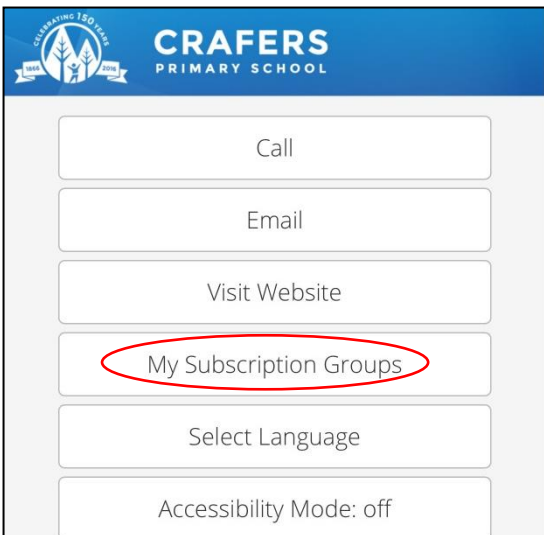 CELEBRATING 150 YEARS
1866 2016
CRAFERS
PRIMARY SCHOOL
Call
Email
Visit Website
My Subscription Groups
Select Language
Accessibility Mode: off